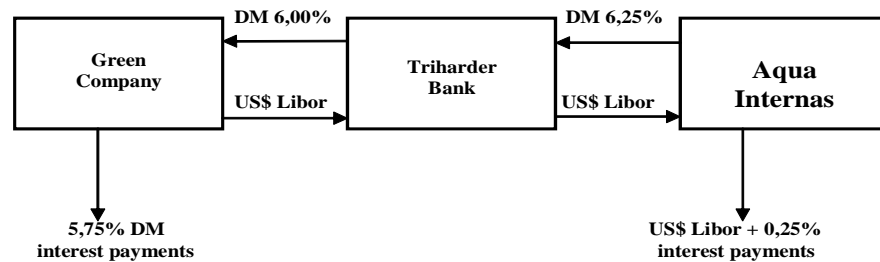 DM 6,00%
DM 6,25%
Green
Company
Triharder
Bank
Aqua
Internas
US$ Libor
US$ Libor
5,75% DM
interest payments
US$ Libor + 0,25%
interest payments